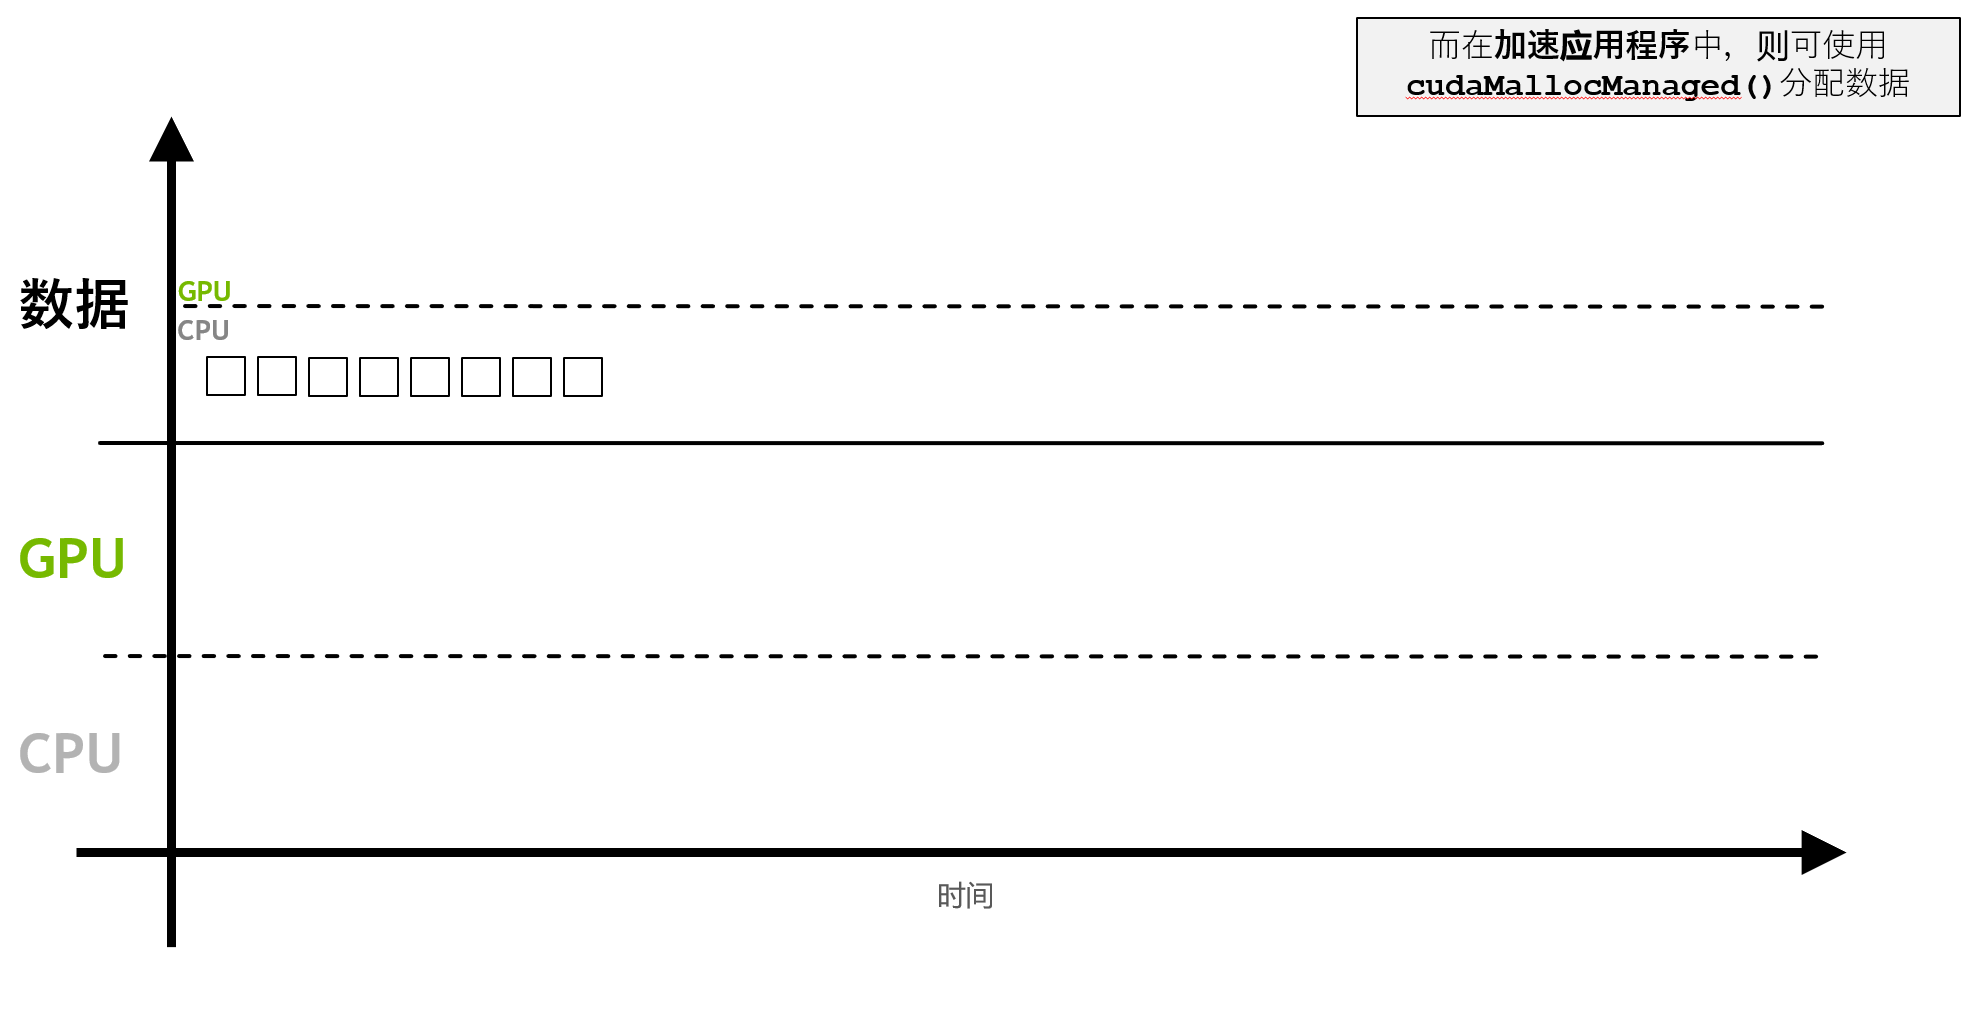 而在加速应用程序中，则可使用
cudaMallocManaged()分配数据
数据
GPU
CPU
GPU
CPU
时间